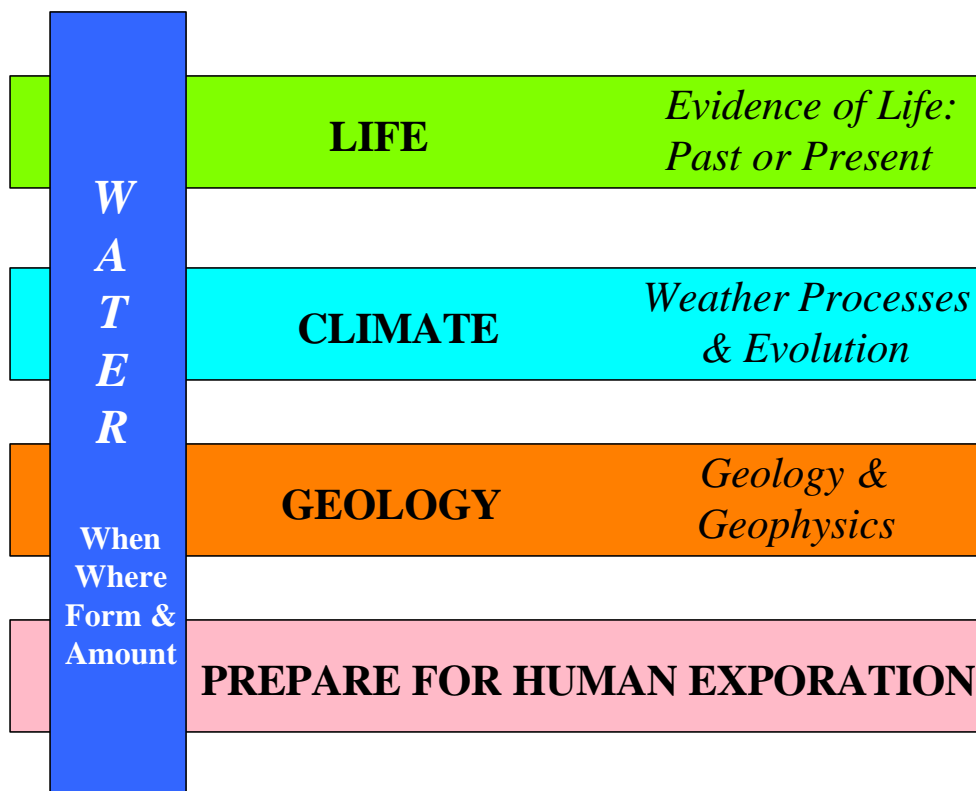 W
A
T
E
R
When
Where
Form &
Amount
LIFE
Evidence of Life:
Past or Present
CLIMATE
Weather Processes
& Evolution
GEOLOGY
Geology &
Geophysics
PREPARE FOR HUMAN EXPORATION